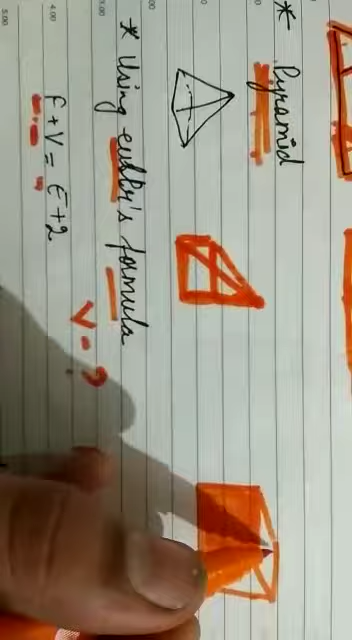 * Pyramid
* Using euler's formula
F + V = E + 2
V = ?